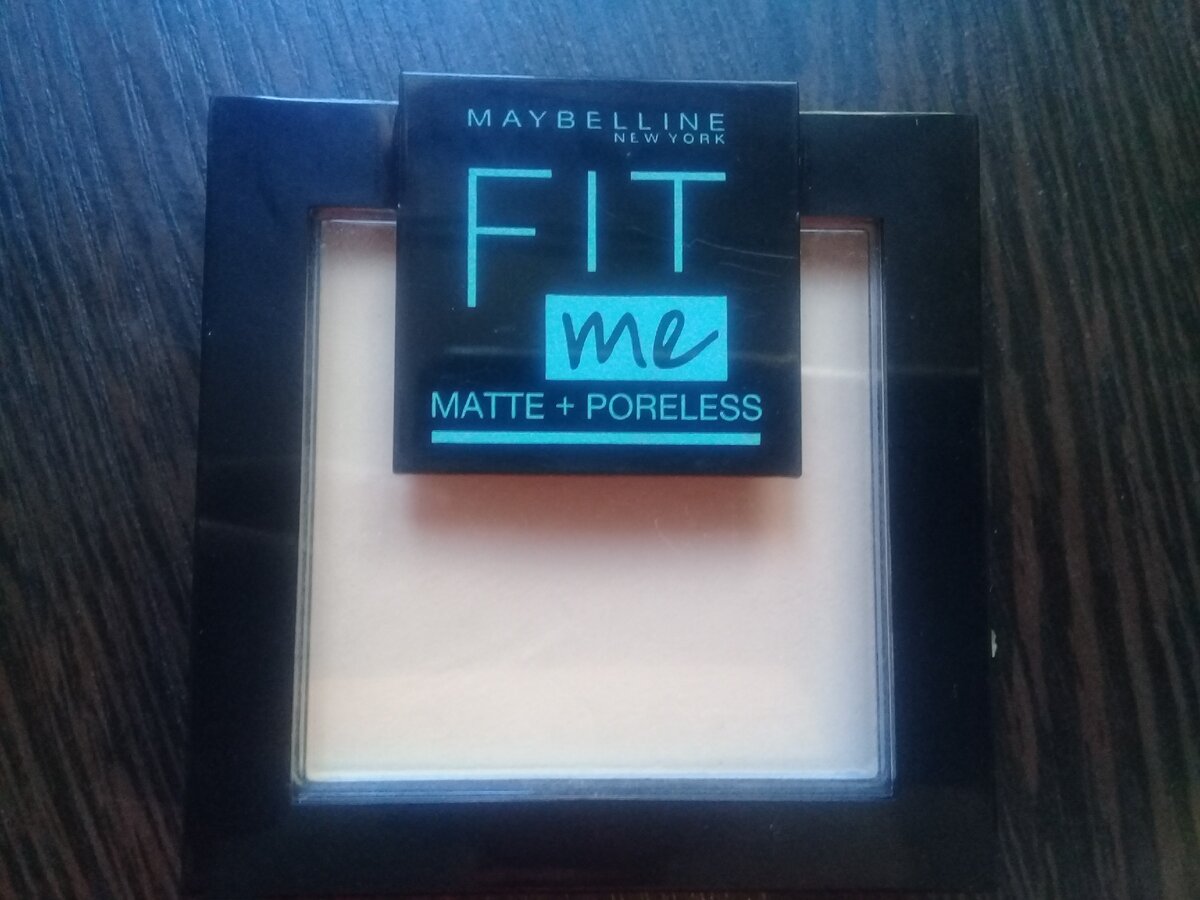 MAYBELLINE
NEW YORK
FIT
me
MATTE + PORELESS